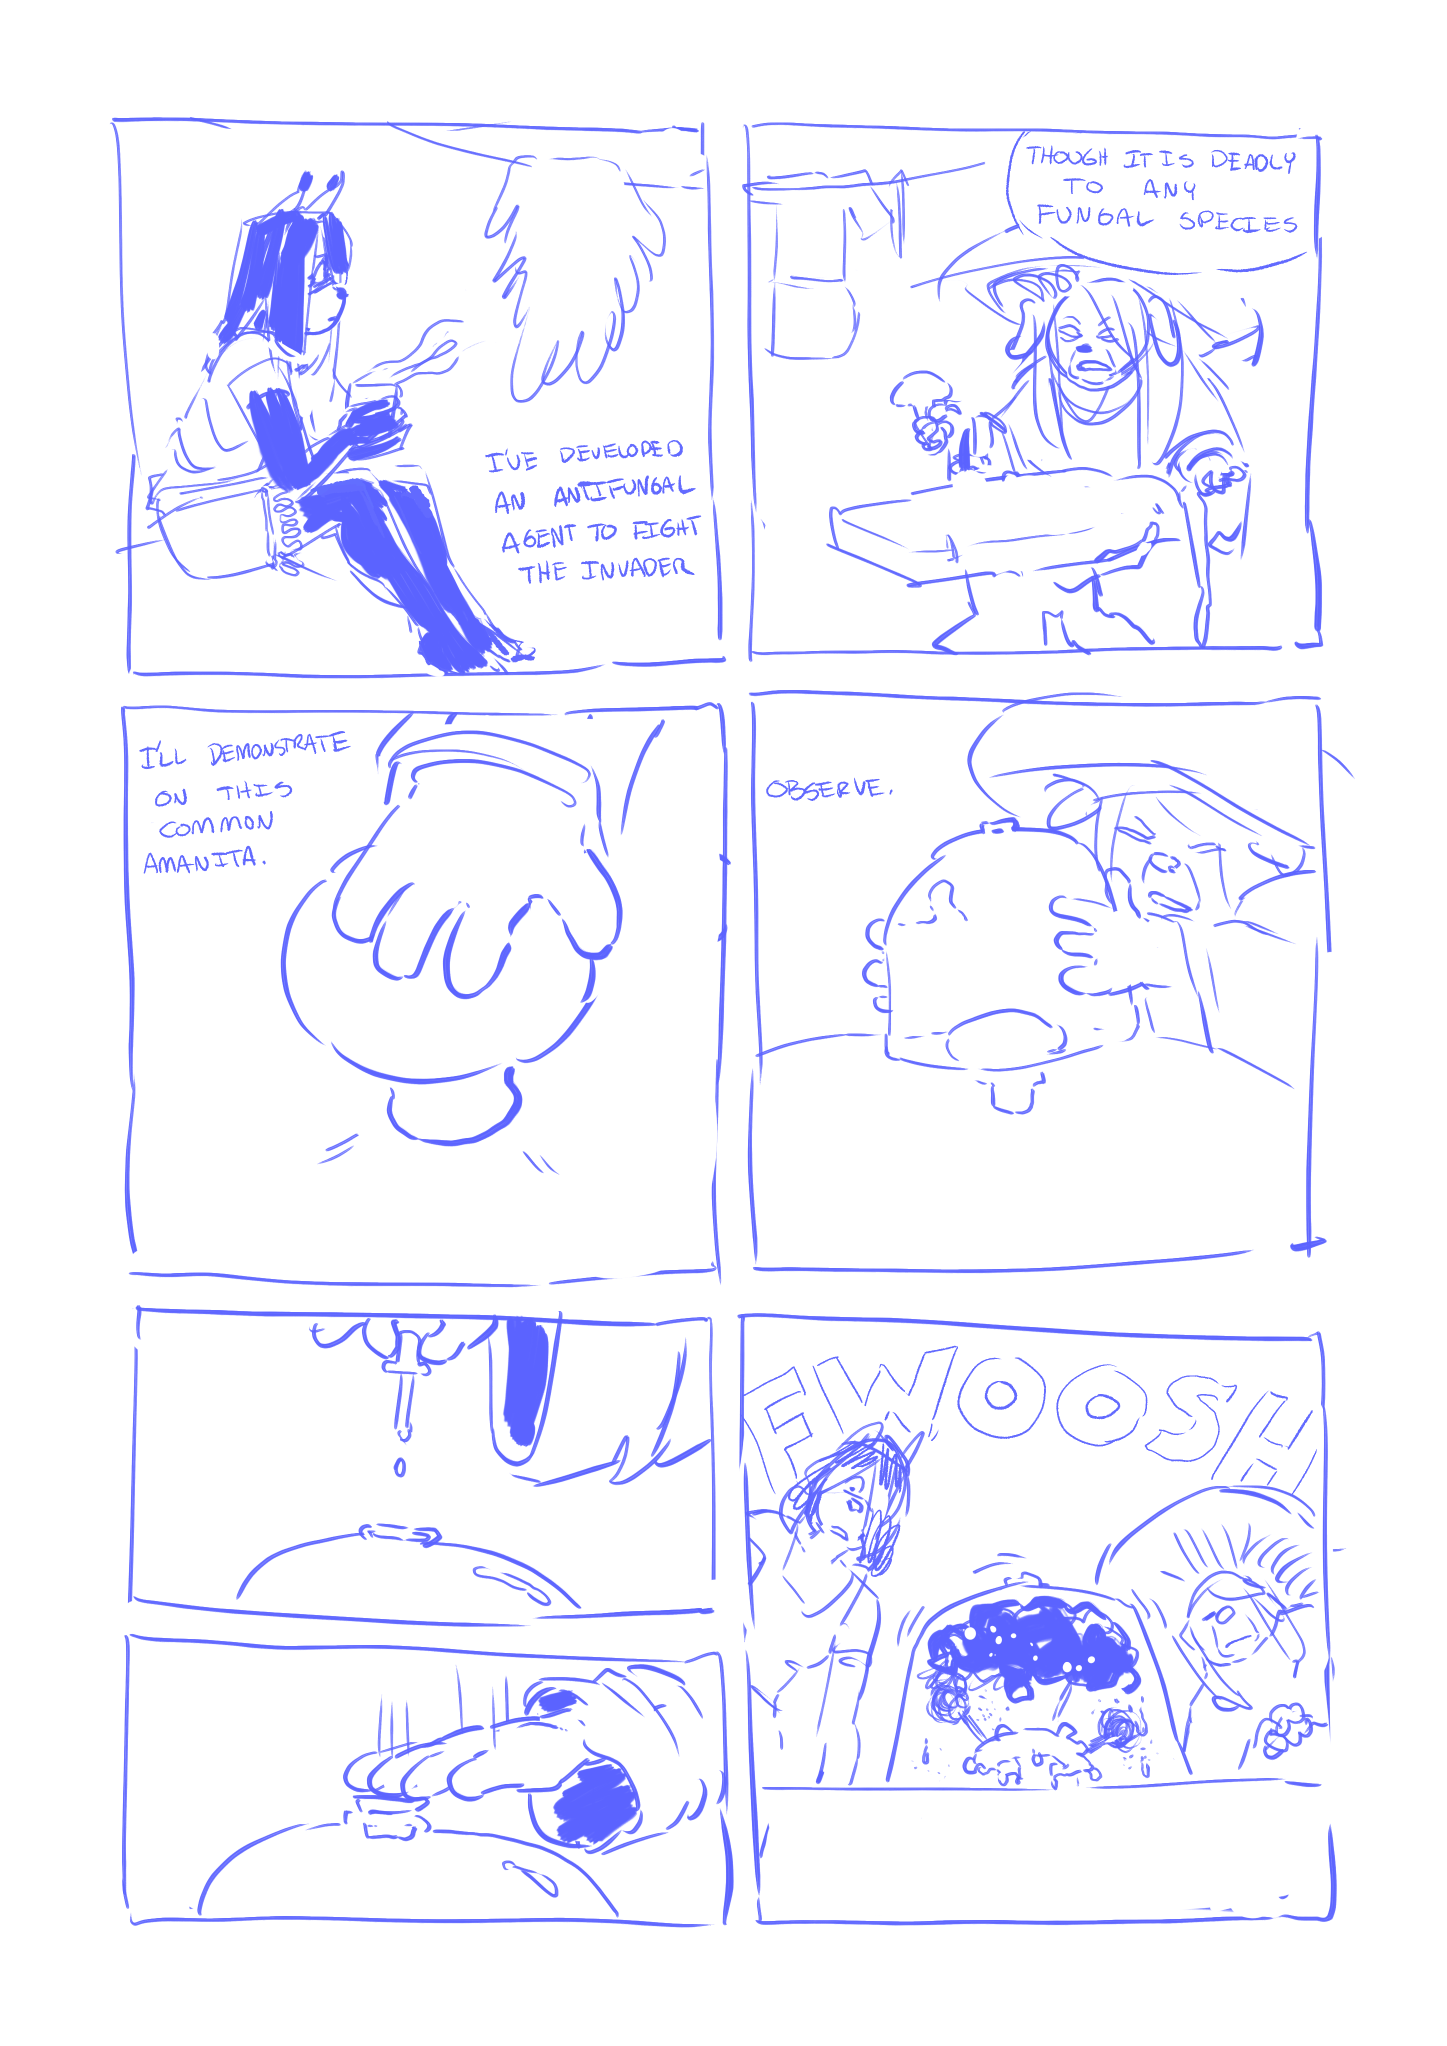 I'VE DEVELOPED
AN ANTIFUNGAL
AGENT TO FIGHT
THE INVADER
THOUGH IT IS DEADLY
TO ANY
FUNGAL SPECIES
I'LL DEMONSTRATE
ON THIS
COMMON
AMANITA.
OBSERVE.
FWOOSH